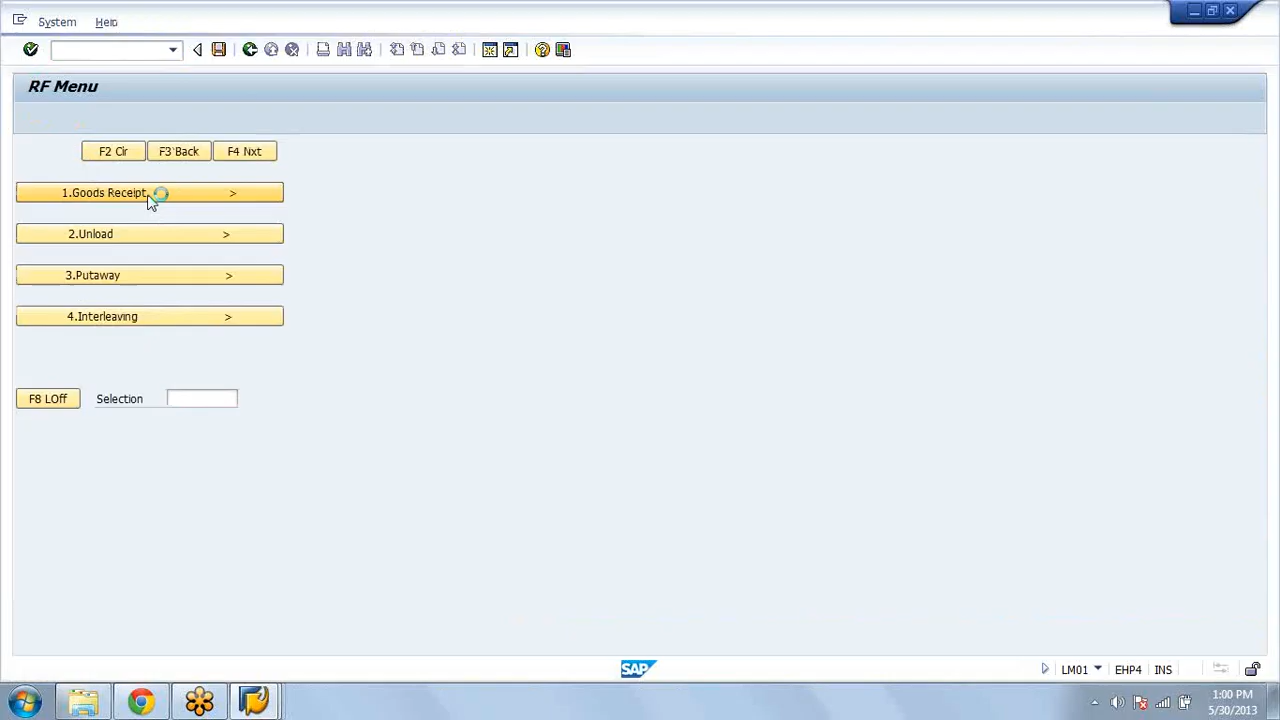 System Help
RF Menu
F2 Clr F3 Back F4 Nxt
1.Goods Receipt >
2.Unload >
3.Putaway >
4.Interleaving >
F8 LOff Selection
SAP LM01 EHP4 INS
1:00 PM
5/30/2013